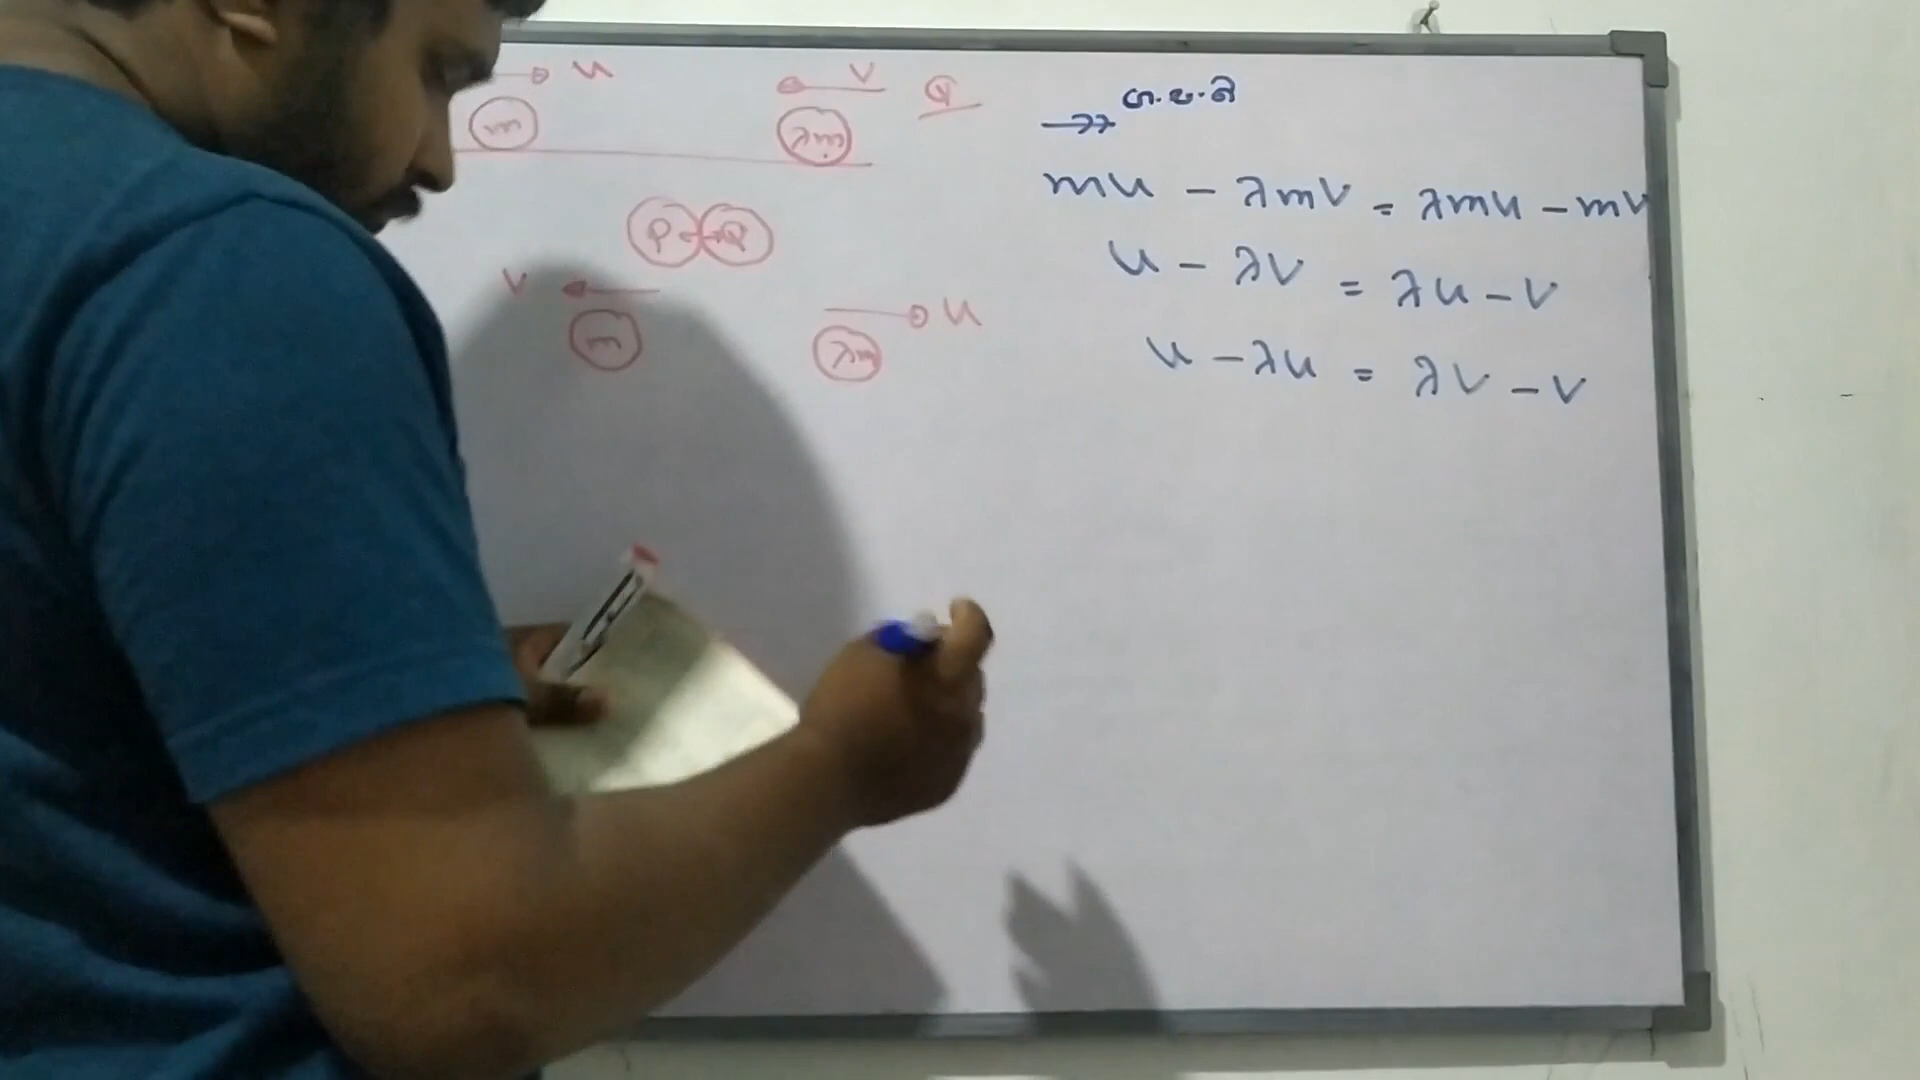 u
V
Q
m
λm
P
Q
V
u
m
λm
ග.ස.නි
mu - λmV = λmu - mV
u - λV = λu - V
u - λu = λV - V